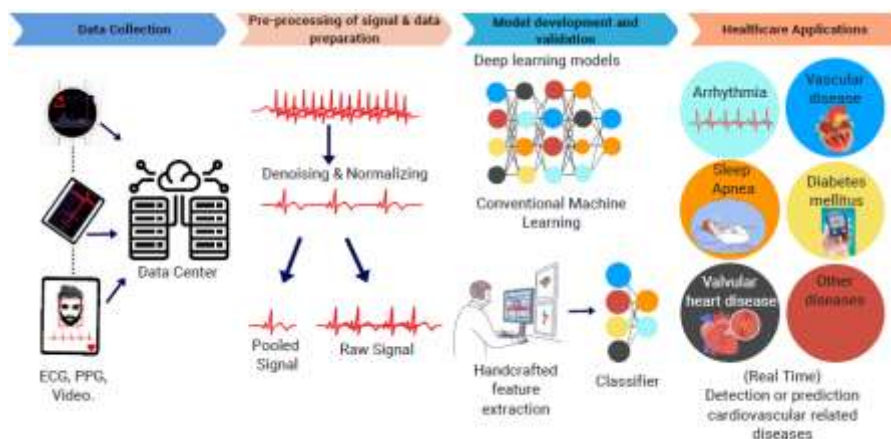 Data Collection
Pre-processing of signal & data
preparation
Model development and
validation
Healthcare Applications
ECG, PPG,
Video.
Data Center
Denoising & Normalizing
Pooled
Signal
Raw Signal
Deep learning models
Conventional Machine
Learning
Handcrafted
feature
extraction
Classifier
Arrhythmia
Vascular
disease
Sleep
Apnea
Diabetes
mellitus
Valvular
heart disease
Other
diseases
(Real Time)
Detection or prediction
cardiovascular related
diseases